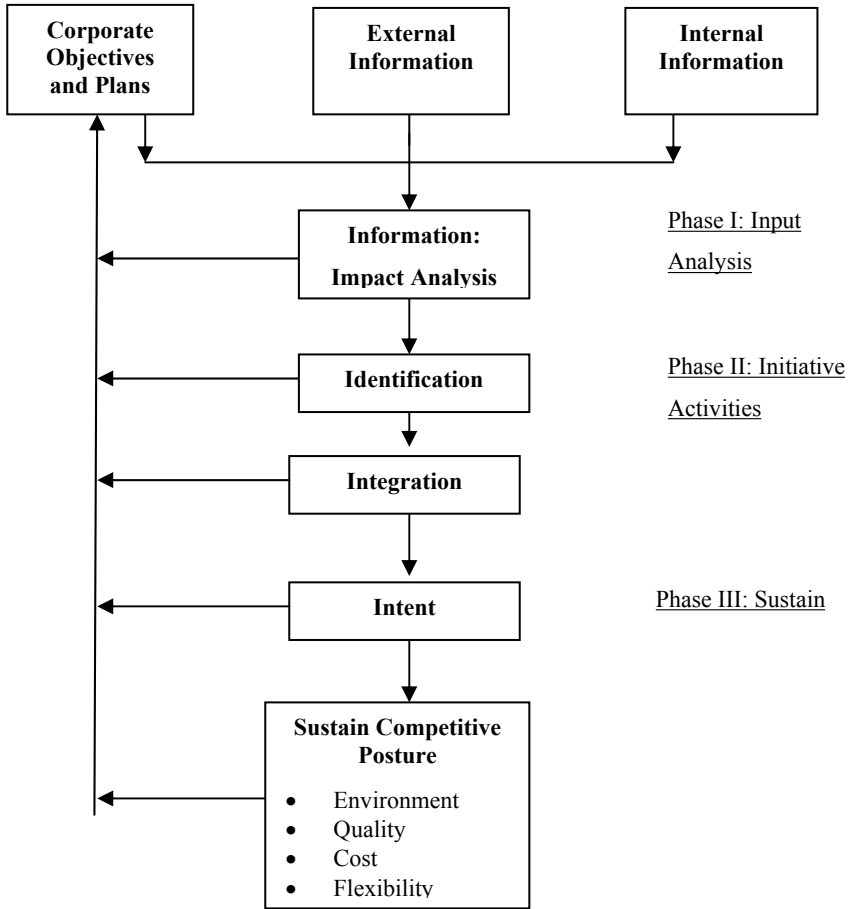 Corporate
Objectives
and Plans
External
Information
Internal
Information
Information:
Impact Analysis
Phase I: Input
Analysis
Identification
Phase II: Initiative
Activities
Integration
Intent
Phase III: Sustain
Sustain Competitive
Posture
• Environment
• Quality
• Cost
• Flexibility